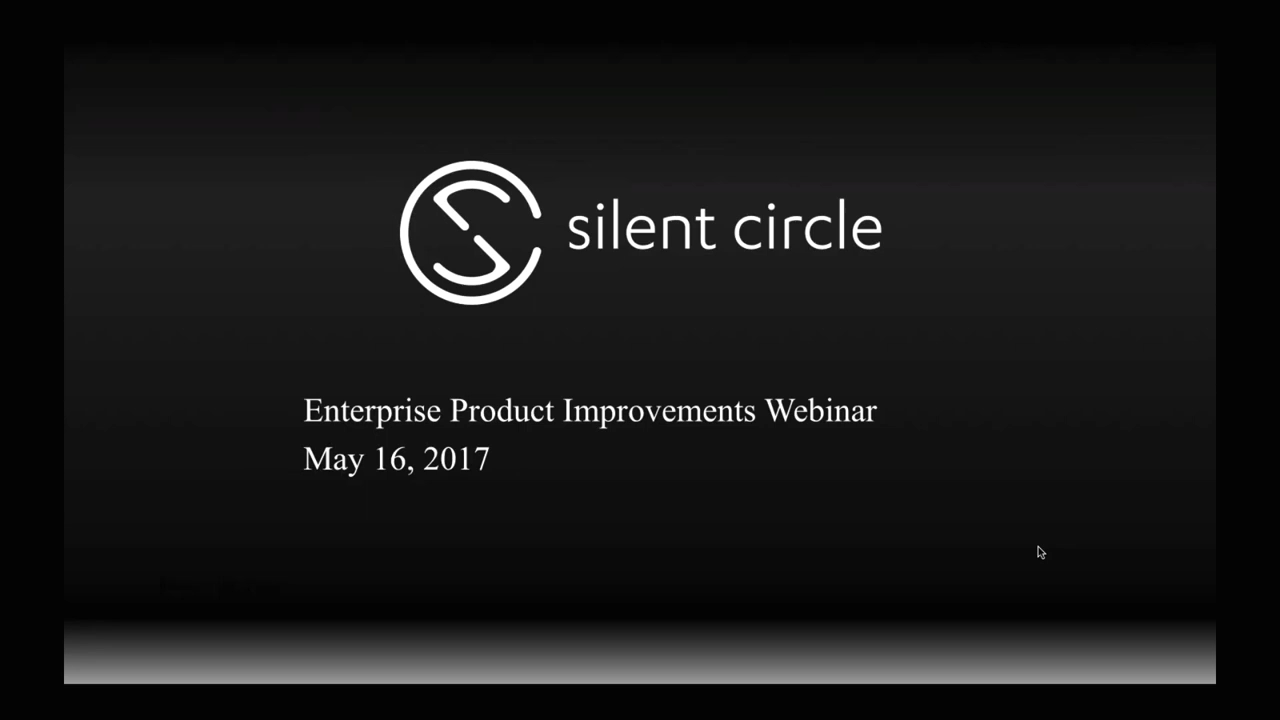 silent circle
Enterprise Product Improvements Webinar
May 16, 2017